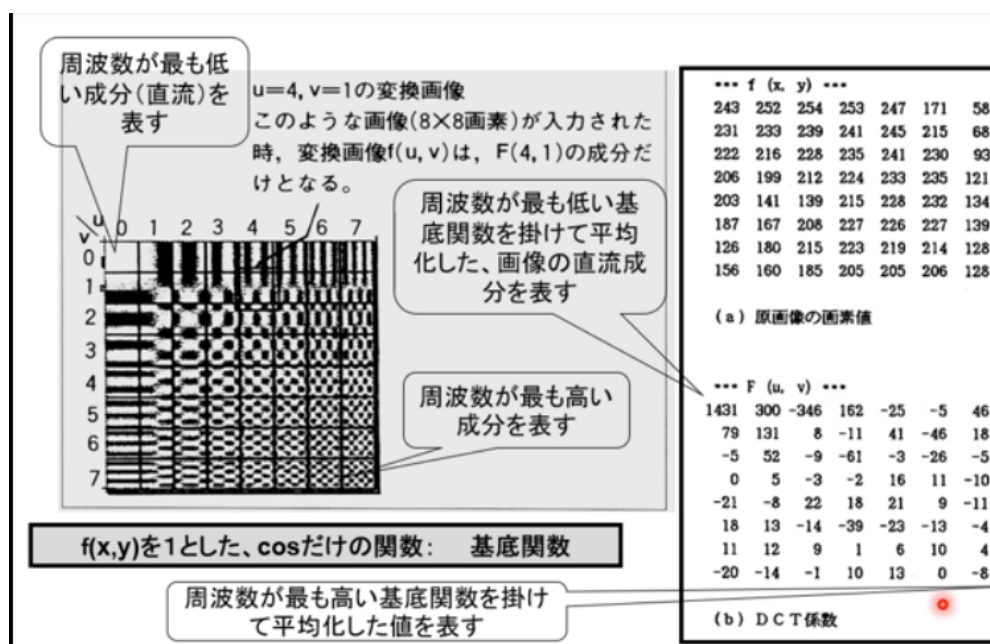 周波数が最も低
い成分(直流)を
表す
u=4, v=1の変換画像
このような画像(8×8画素)が入力された
時, 変換画像f(u, v)は, F(4, 1)の成分だ
けとなる。
u
v
0 1 2 3 4 5 6 7
0
1
2
3
4
5
6
7
周波数が最も低い基
底関数を掛けて平均
化した、画像の直流成
分を表す
周波数が最も高い
成分を表す
f(x,y)を1とした、cosだけの関数: 基底関数
周波数が最も高い基底関数を掛け
て平均化した値を表す
--- f (x, y) ---
243 252 254 253 247 171 58
231 233 239 241 245 215 68
222 216 228 235 241 230 93
206 199 212 224 233 235 121
203 141 139 215 228 232 134
187 167 208 227 226 227 139
126 180 215 223 219 214 128
156 160 185 205 205 206 128
(a) 原画像の画素値
--- F (u, v) ---
1431 300 -346 162 -25 -5 46
79 131 8 -11 41 -46 18
-5 52 -9 -61 -3 -26 -5
0 5 -3 -2 16 11 -10
-21 -8 22 18 21 9 -11
18 13 -14 -39 -23 -13 -4
11 12 9 1 6 10 4
-20 -14 -1 10 13 0 -8
(b) DCT係数